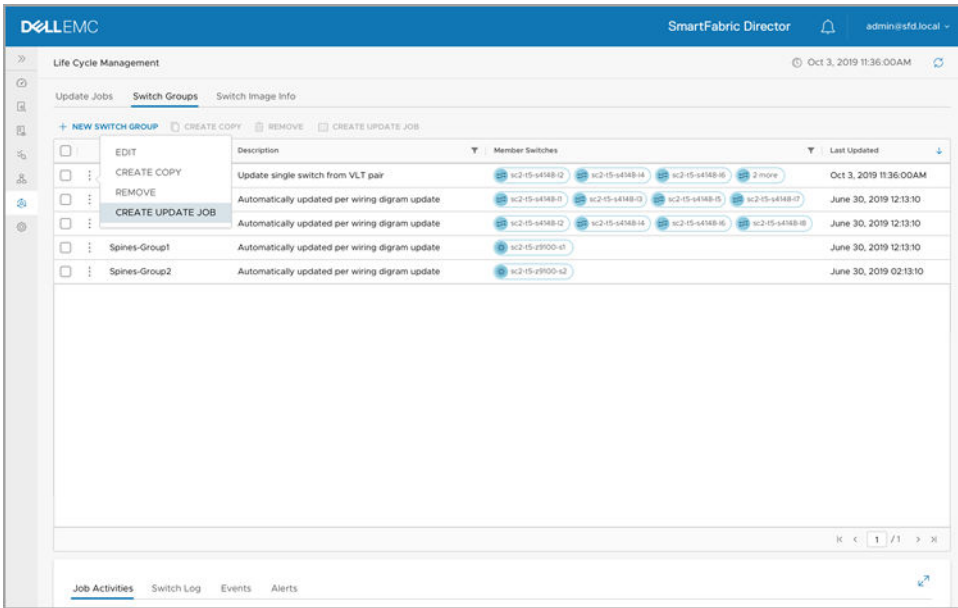 DELLEMC SmartFabric Director admin@sfd.local
Life Cycle Management Oct 3, 2019 11:36:00AM
Update Jobs Switch Groups Switch Image Info
+ NEW SWITCH GROUP CREATE COPY REMOVE CREATE UPDATE JOB
Description Member Switches Last Updated
EDIT
CREATE COPY
REMOVE
CREATE UPDATE JOB
Update single switch from VLT pair sc2-t5-s4148-l2 sc2-t5-s4148-l4 sc2-t5-s4148-l6 2 more Oct 3, 2019 11:36:00AM
Automatically updated per wiring digram update sc2-t5-s4148-l1 sc2-t5-s4148-l3 sc2-t5-s4148-l5 sc2-t5-s4148-l7 June 30, 2019 12:13:10
Automatically updated per wiring digram update sc2-t5-s4148-l2 sc2-t5-s4148-l4 sc2-t5-s4148-l6 sc2-t5-s4148-l8 June 30, 2019 12:13:10
Spines-Group1 Automatically updated per wiring digram update sc2-t5-z9100-s1 June 30, 2019 12:13:10
Spines-Group2 Automatically updated per wiring digram update sc2-t5-z9100-s2 June 30, 2019 02:13:10
1 / 1
Job Activities Switch Log Events Alerts